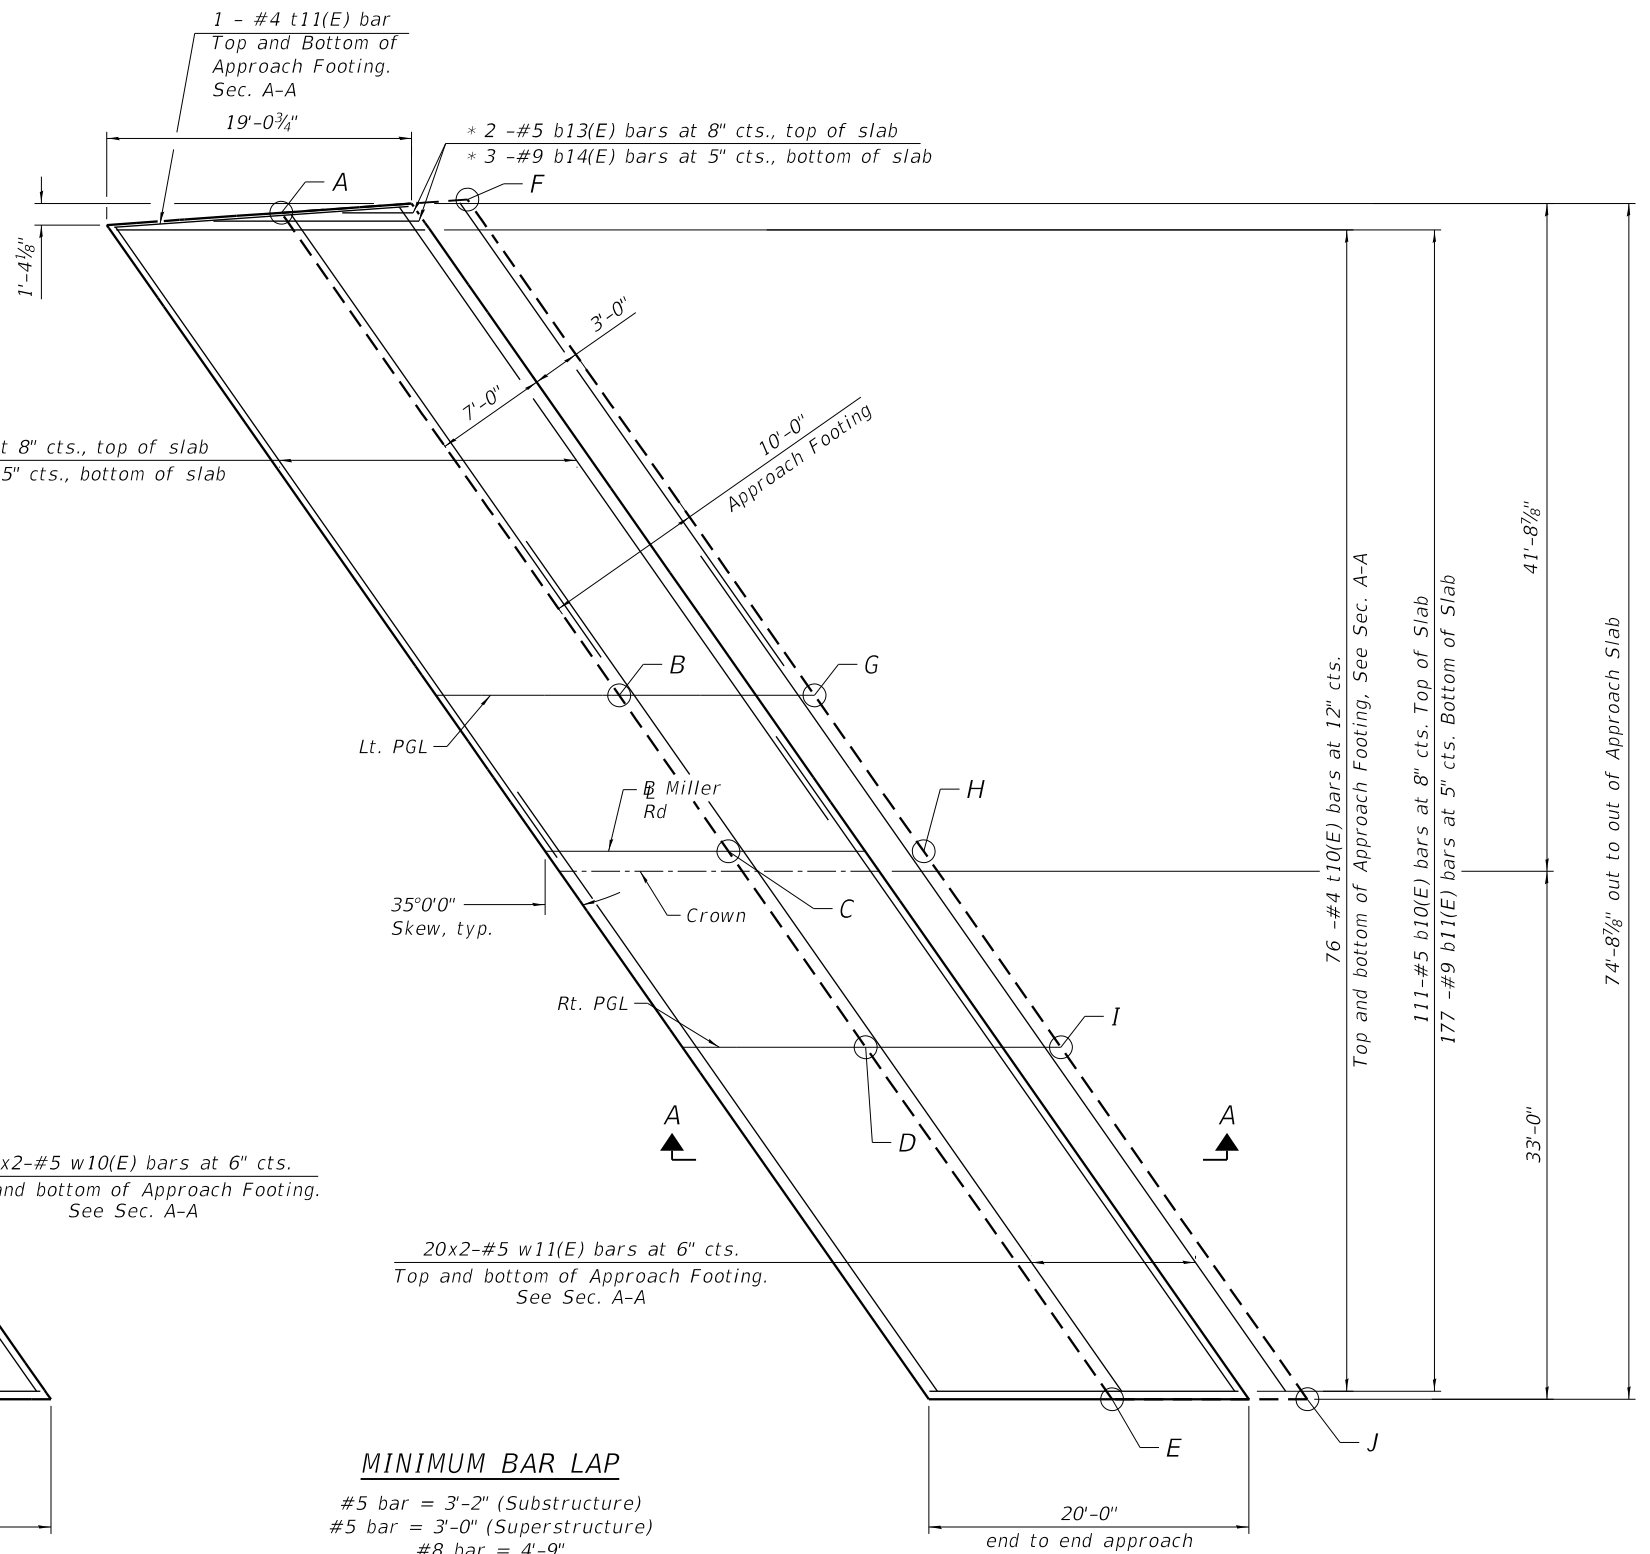 1 - #4 t11(E) bar
Top and Bottom of
Approach Footing.
Sec. A-A
19'-0¾"
* 2 -#5 b13(E) bars at 8" cts., top of slab
* 3 -#9 b14(E) bars at 5" cts., bottom of slab
A
F
1'-4⅛"
3'-0"
7'-0"
10'-0"
Approach Footing
t 8" cts., top of slab
5" cts., bottom of slab
41'-8⅞"
B
G
Lt. PGL
B Miller
Rd
H
35°0'0"
Skew, typ.
Crown
C
76 -#4 t10(E) bars at 12" cts.
Top and bottom of Approach Footing, See Sec. A-A
111-#5 b10(E) bars at 8" cts. Top of Slab
177 -#9 b11(E) bars at 5" cts. Bottom of Slab
74'-8⅞" out to out of Approach Slab
Rt. PGL
I
A
A
D
33'-0"
x2-#5 w10(E) bars at 6" cts.
and bottom of Approach Footing.
See Sec. A-A
20x2-#5 w11(E) bars at 6" cts.
Top and bottom of Approach Footing.
See Sec. A-A
E
J
MINIMUM BAR LAP
#5 bar = 3'-2" (Substructure)
#5 bar = 3'-0" (Superstructure)
#8 bar = 4'-9"
20'-0"
end to end approach